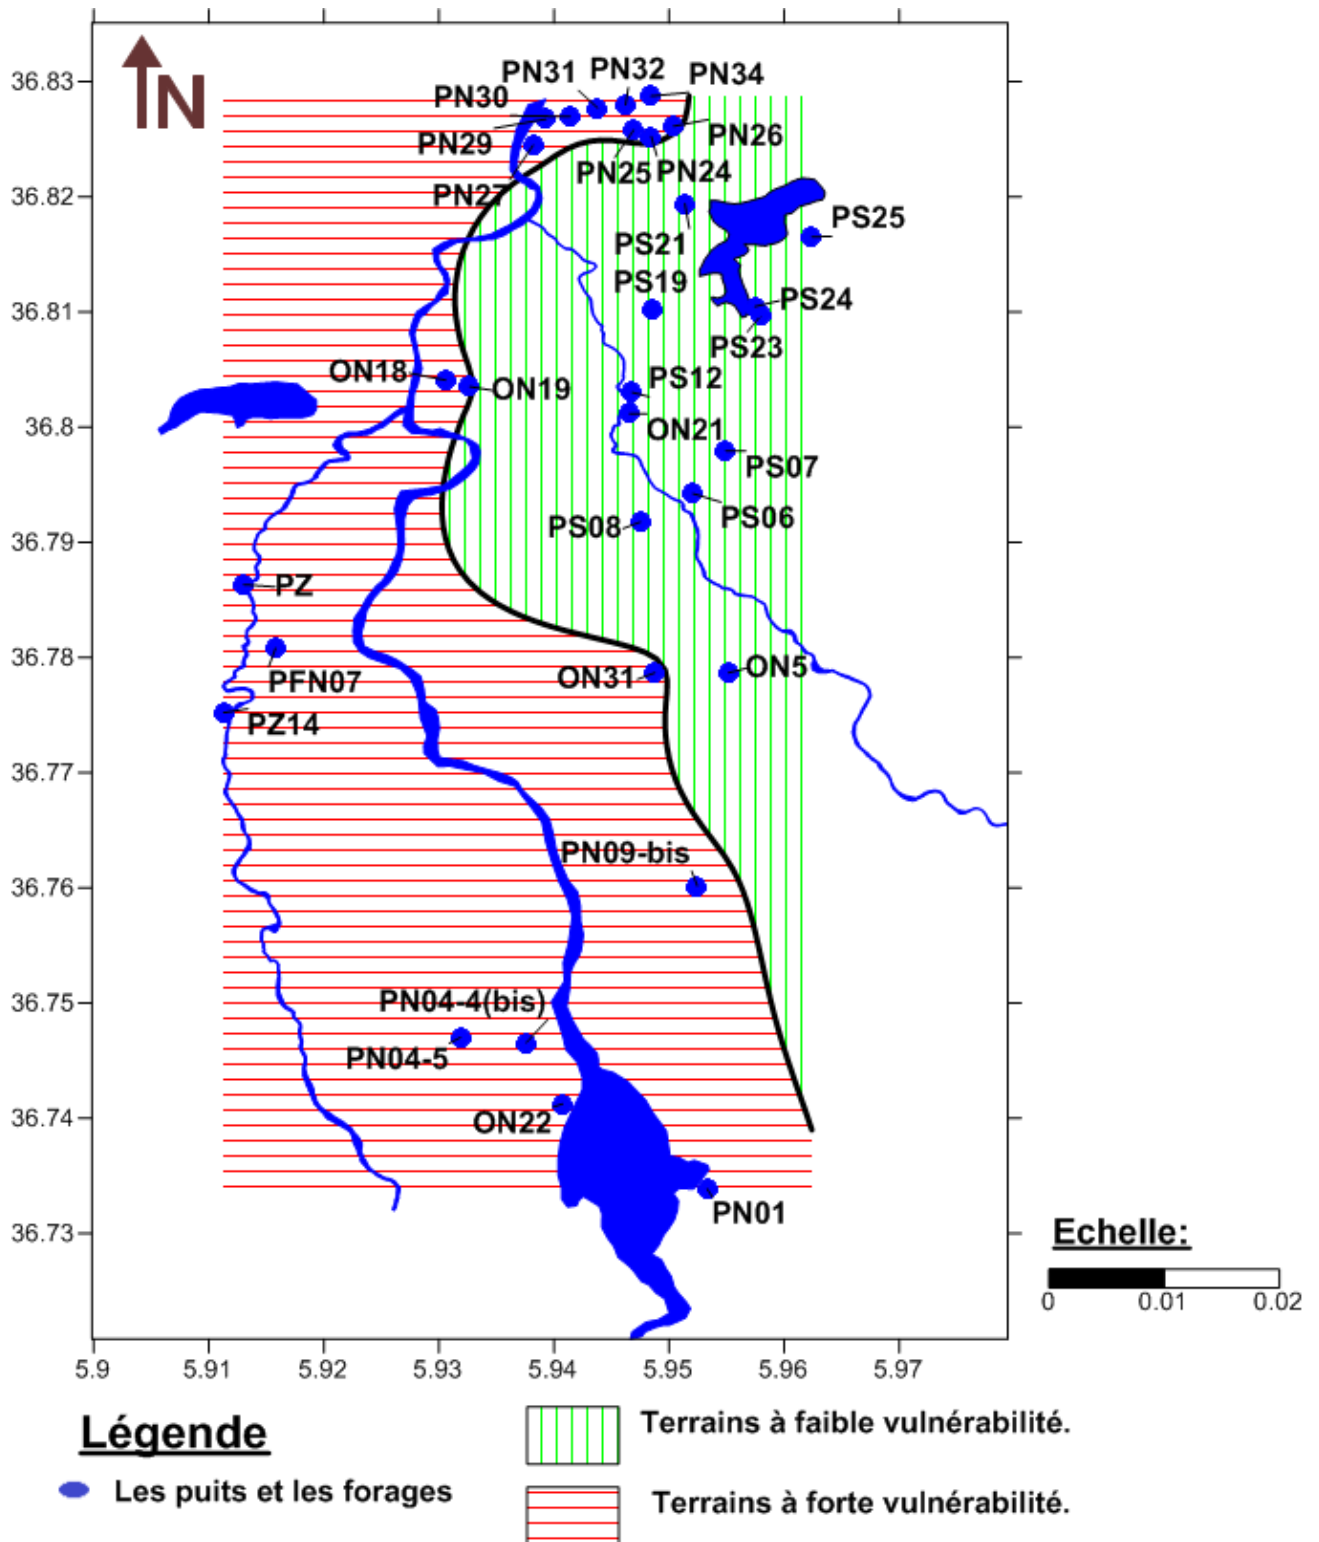 N
PN31
PN32
PN34
36.83
PN30
PN29
PN26
PN25
PN24
PN27
36.82
PS25
PS21
PS19
PS24
36.81
PS23
ON18
PS12
ON19
36.8
ON21
PS07
PS06
PS08
36.79
PZ
36.78
ON5
ON31
PFN07
PZ14
36.77
PN09-bis
36.76
36.75
PN04-4(bis)
PN04-5
36.74
ON22
PN01
36.73
Echelle:
0 0.01 0.02
5.9 5.91 5.92 5.93 5.94 5.95 5.96 5.97
Légende
Terrains à faible vulnérabilité.
Les puits et les forages
Terrains à forte vulnérabilité.